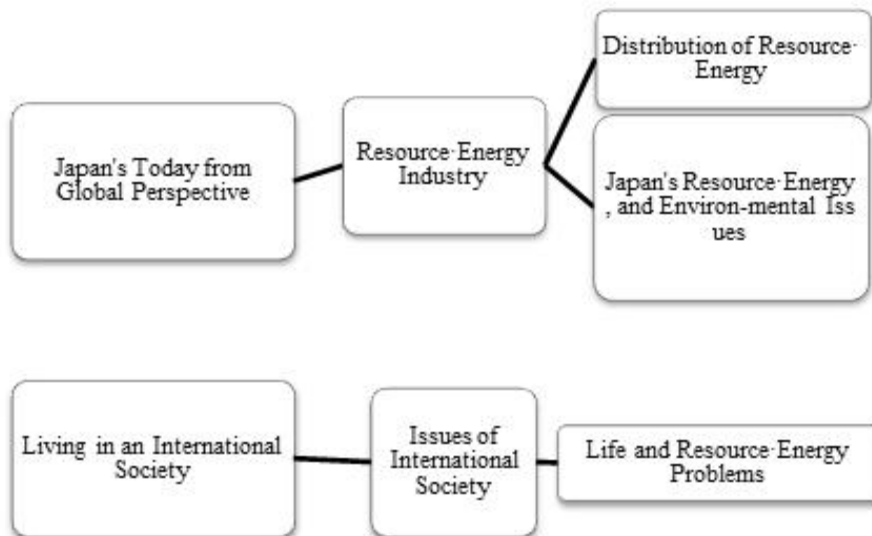 Distribution of Resource·
Energy
Japan's Today from
Global Perspective
Resource·Energy
Industry
Japan's Resource·Energy
, and Environ-mental Iss
ues
Living in an International
Society
Issues of
International
Society
Life and Resource·Energy
Problems